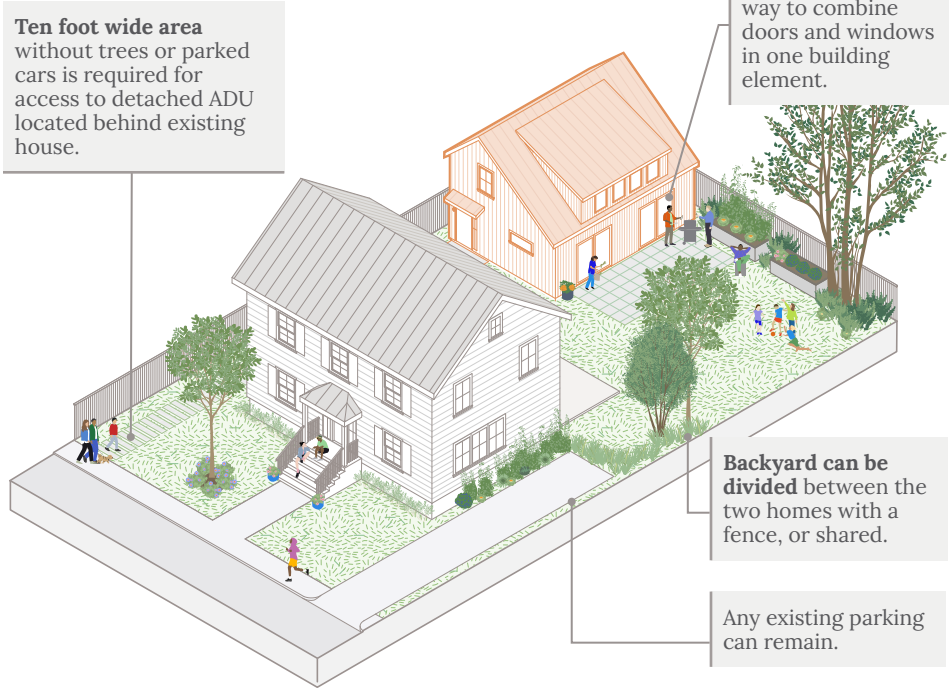 Ten foot wide area
without trees or parked
cars is required for
access to detached ADU
located behind existing
house.
way to combine
doors and windows
in one building
element.
Backyard can be
divided between the
two homes with a
fence, or shared.
Any existing parking
can remain.